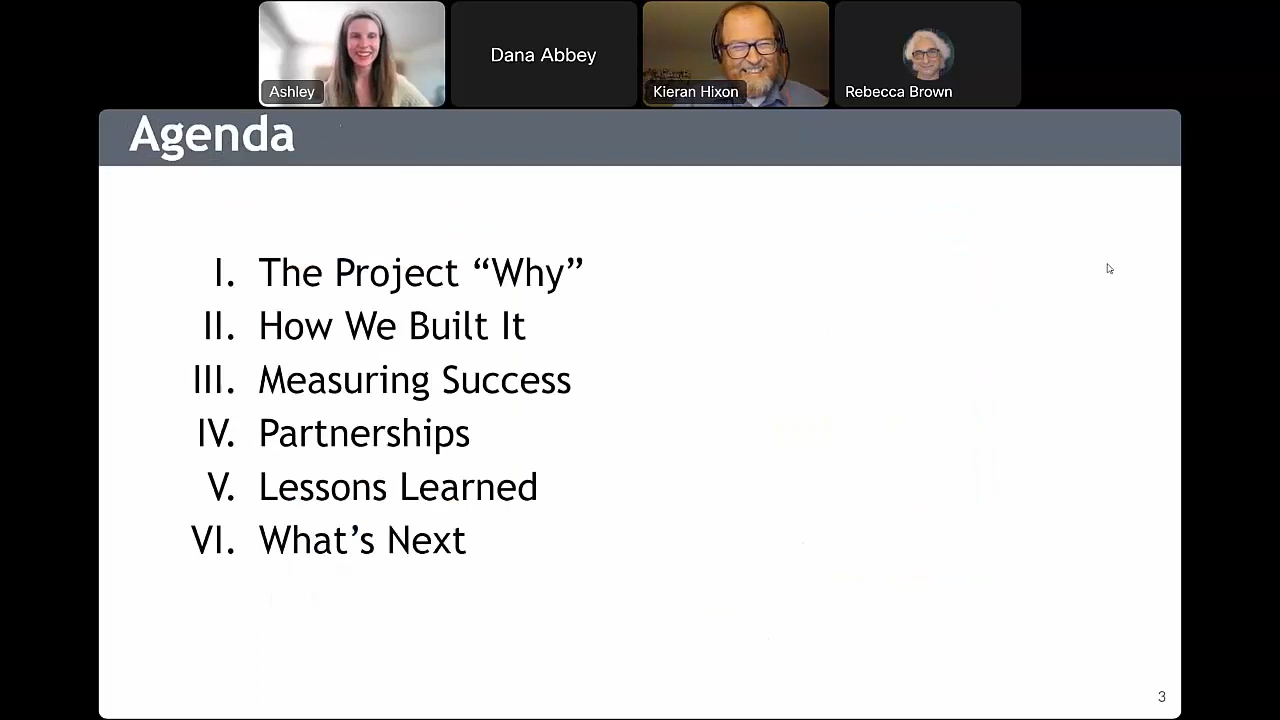 Ashley
Dana Abbey
Kieran Hixon
Rebecca Brown
Agenda
I. The Project “Why”
II. How We Built It
III. Measuring Success
IV. Partnerships
V. Lessons Learned
VI. What’s Next
3